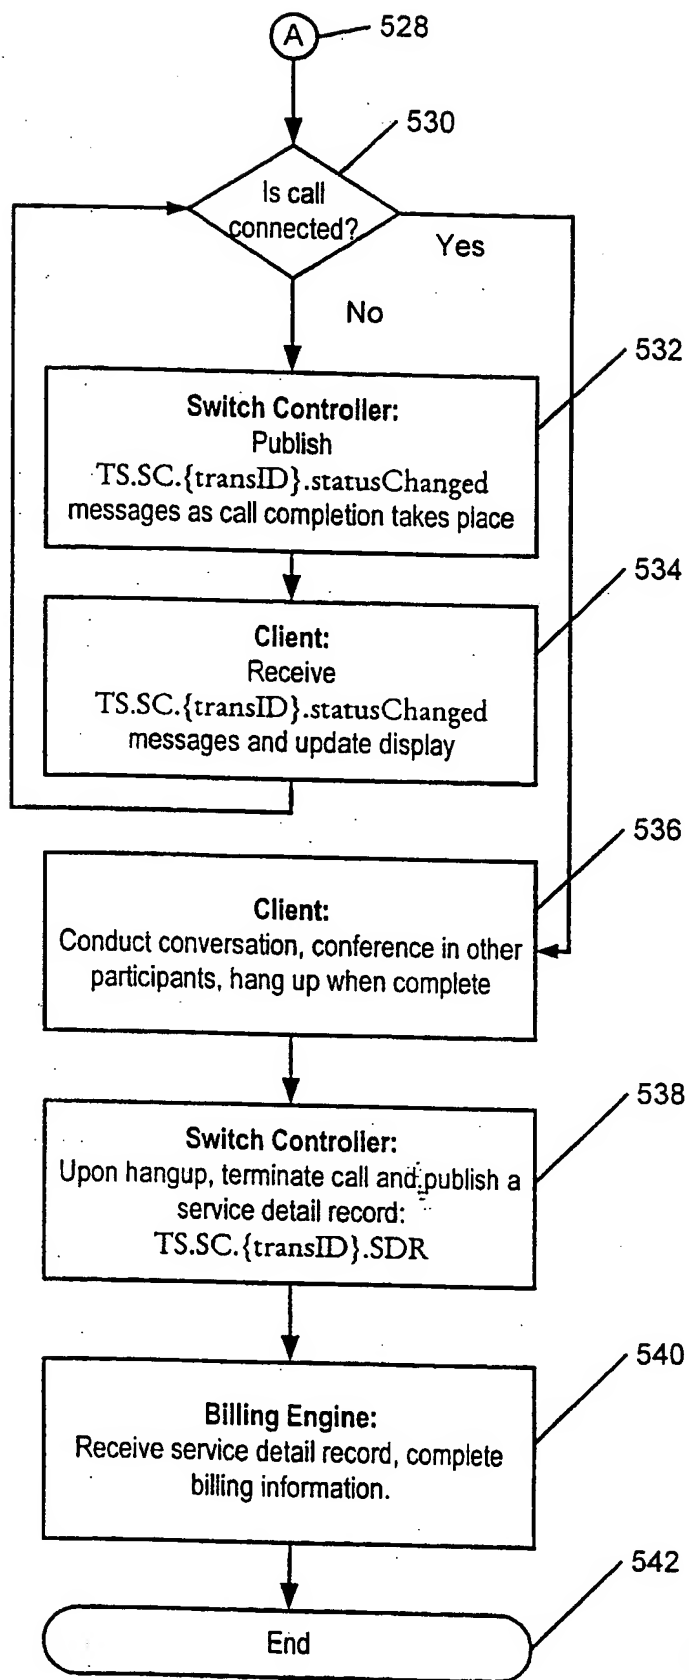 A
528
530
Is call
connected?
Yes
No
532
Switch Controller:
Publish
TS.SC.{transID}.statusChanged
messages as call completion takes place
534
Client:
Receive
TS.SC.{transID}.statusChanged
messages and update display
536
Client:
Conduct conversation, conference in other
participants, hang up when complete
538
Switch Controller:
Upon hangup, terminate call and publish a
service detail record:
TS.SC.{transID}.SDR
540
Billing Engine:
Receive service detail record, complete
billing information.
542
End